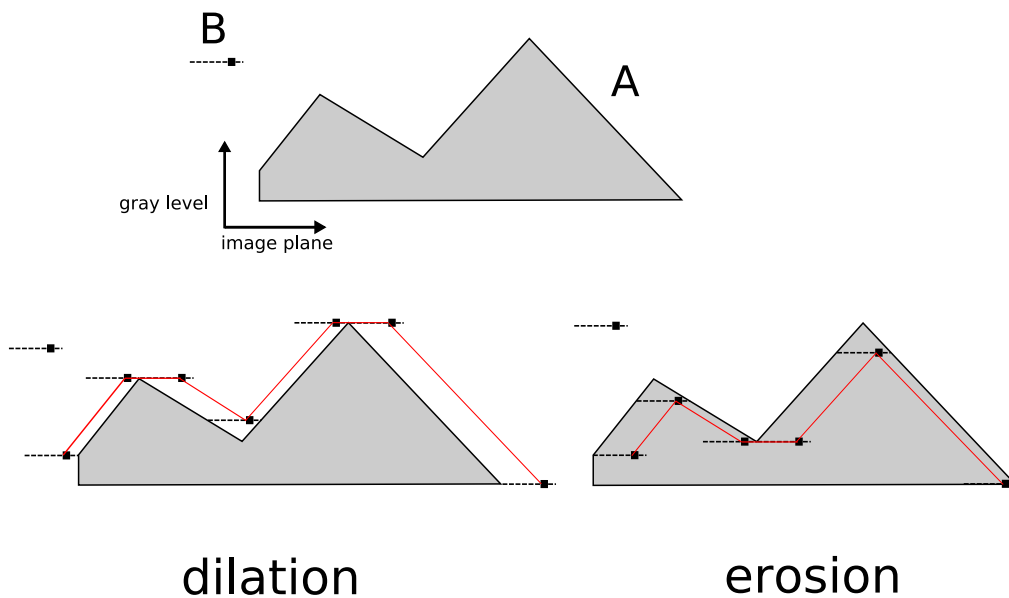 B
A
gray level
image plane
dilation
erosion